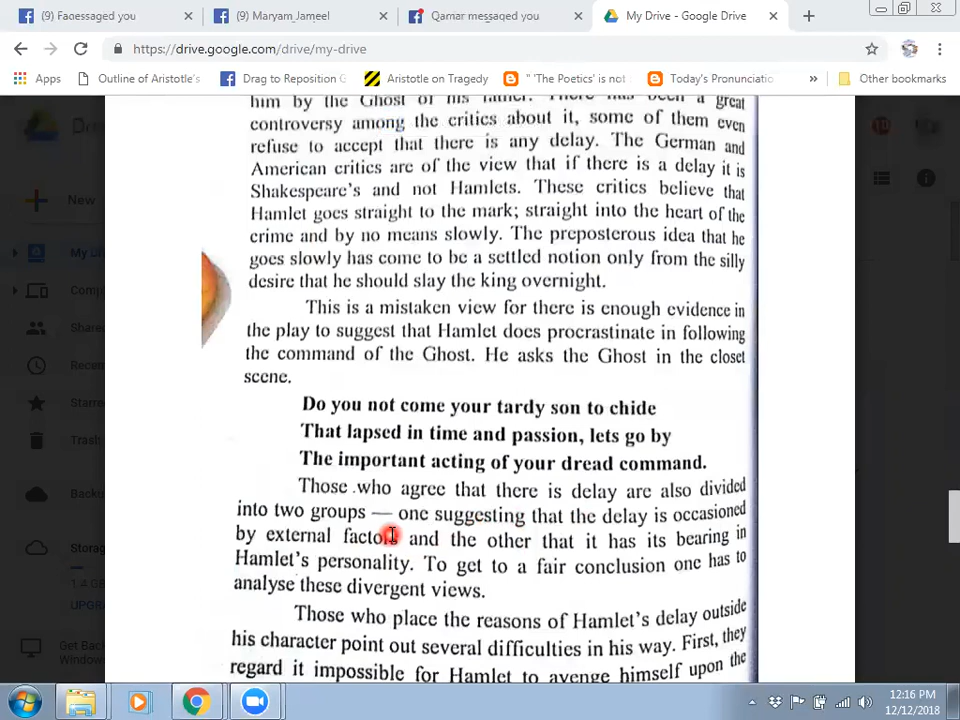 (9) Faqessaged you
(9) Maryam_Jameel
Qamar messaged you
My Drive - Google Drive
https://drive.google.com/drive/my-drive
Apps
Outline of Aristotle's
Drag to Reposition
Aristotle on Tragedy
" 'The Poetics' is not
Today's Pronunciatio
»
Other bookmarks
New
Storag
UPGR
Get Back
Windows
him by the Ghost of his father. There has been a great
controversy among the critics about it, some of them even
refuse to accept that there is any delay. The German and
American critics are of the view that if there is a delay it is
Shakespeare's and not Hamlets. These critics believe that
Hamlet goes straight to the mark; straight into the heart of the
crime and by no means slowly. The preposterous idea that he
goes slowly has come to be a settled notion only from the silly
desire that he should slay the king overnight.
This is a mistaken view for there is enough evidence in
the play to suggest that Hamlet does procrastinate in following
the command of the Ghost. He asks the Ghost in the closet
scene.
Do you not come your tardy son to chide
That lapsed in time and passion, lets go by
The important acting of your dread command.
Those who agree that there is delay are also divided
into two groups — one suggesting that the delay is occasioned
by external factors and the other that it has its bearing in
Hamlet's personality. To get to a fair conclusion one has to
analyse these divergent views.
Those who place the reasons of Hamlet's delay outside
his character point out several difficulties in his way. First, they
regard it impossible for Hamlet to avenge himself upon the
12:16 PM
12/12/2018